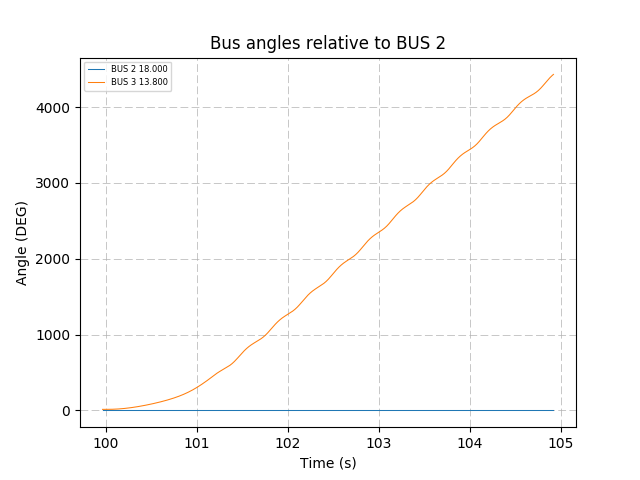 Bus angles relative to BUS 2
BUS 2 18.000
BUS 3 13.800
4000
3000
2000
1000
0
Angle (DEG)
100 101 102 103 104 105
Time (s)